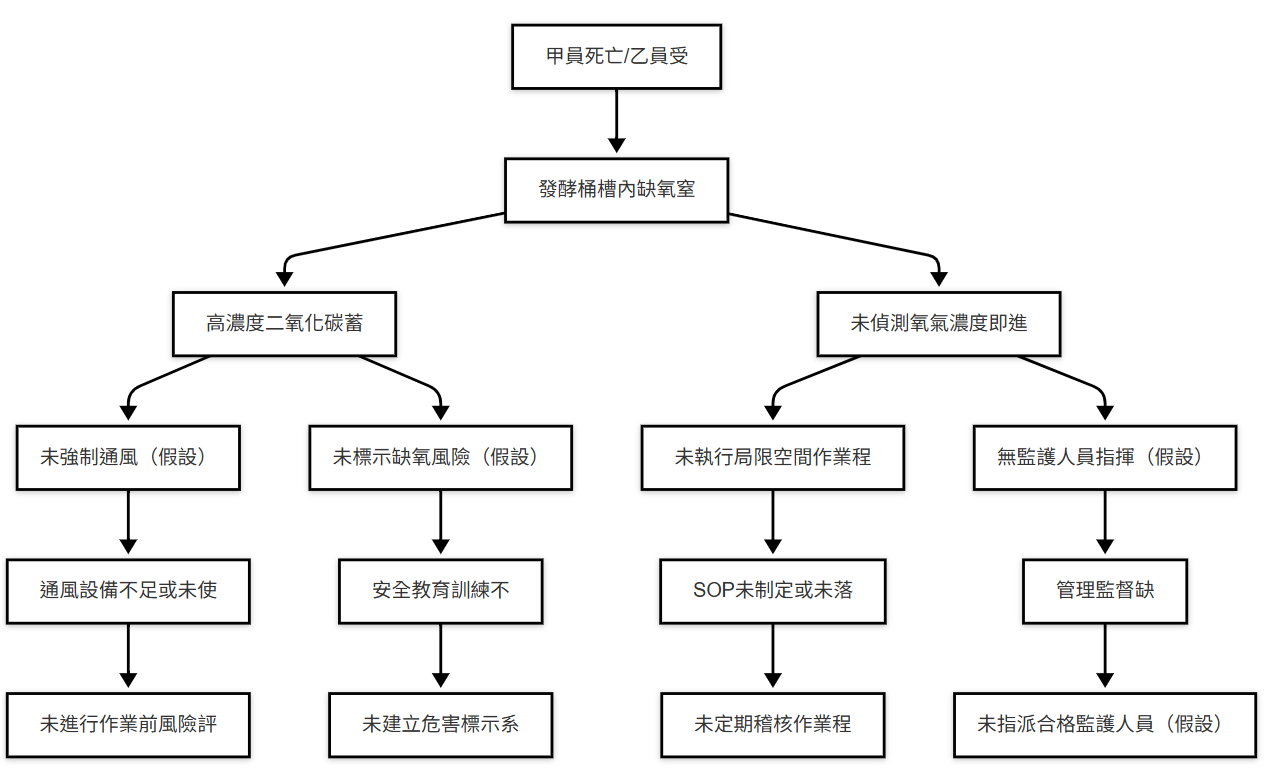 甲員死亡/乙員受
發酵桶槽內缺氧窒
高濃度二氧化碳蓄
未偵測氧氣濃度即進
未強制通風（假設）
未標示缺氧風險（假設）
未執行局限空間作業程
無監護人員指揮（假設）
通風設備不足或未使
安全教育訓練不
SOP未制定或未落
管理監督缺
未進行作業前風險評
未建立危害標示系
未定期稽核作業程
未指派合格監護人員（假設）